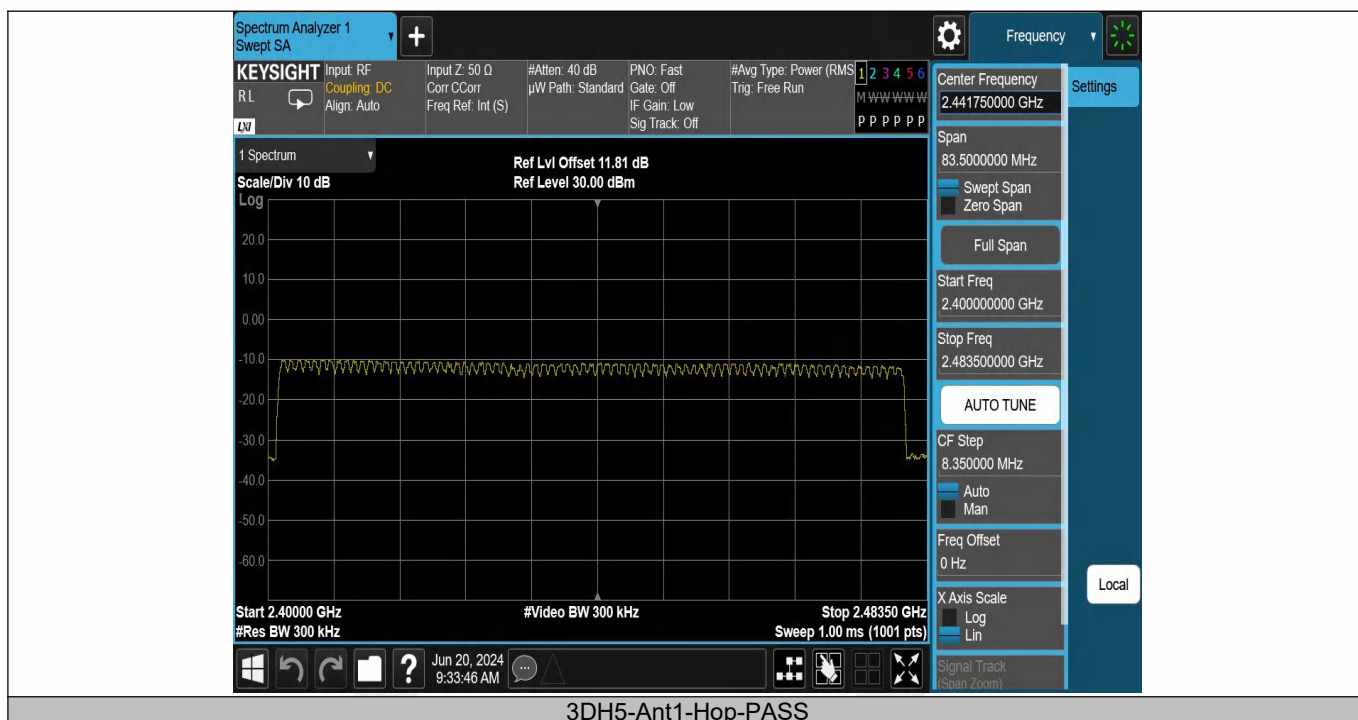 Spectrum Analyzer 1
Swept SA
Frequency
KEYSIGHT
Input: RF
Input Z: 50 Ω
#Atten: 40 dB
PNO: Fast
#Avg Type: Power (RMS
1 2 3 4 5 6
R L
Coupling: DC
Corr CCorr
µW Path: Standard
Gate: Off
Trig: Free Run
Align: Auto
Freq Ref: Int (S)
IF Gain: Low
M W W W W W
LXI
Sig Track: Off
P P P P P P
1 Spectrum
Ref Lvl Offset 11.81 dB
Scale/Div 10 dB
Ref Level 30.00 dBm
Log
20.0
10.0
0.00
-10.0
-20.0
-30.0
-40.0
-50.0
-60.0
Start 2.40000 GHz
#Video BW 300 kHz
Stop 2.48350 GHz
#Res BW 300 kHz
Sweep 1.00 ms (1001 pts)
Center Frequency
2.441750000 GHz
Settings
Span
83.5000000 MHz
Swept Span
Zero Span
Full Span
Start Freq
2.400000000 GHz
Stop Freq
2.483500000 GHz
AUTO TUNE
CF Step
8.350000 MHz
Auto
Man
Freq Offset
0 Hz
Local
X Axis Scale
Log
Lin
Signal Track
(Span Zoom)
?
Jun 20, 2024
9:33:46 AM
3DH5-Ant1-Hop-PASS